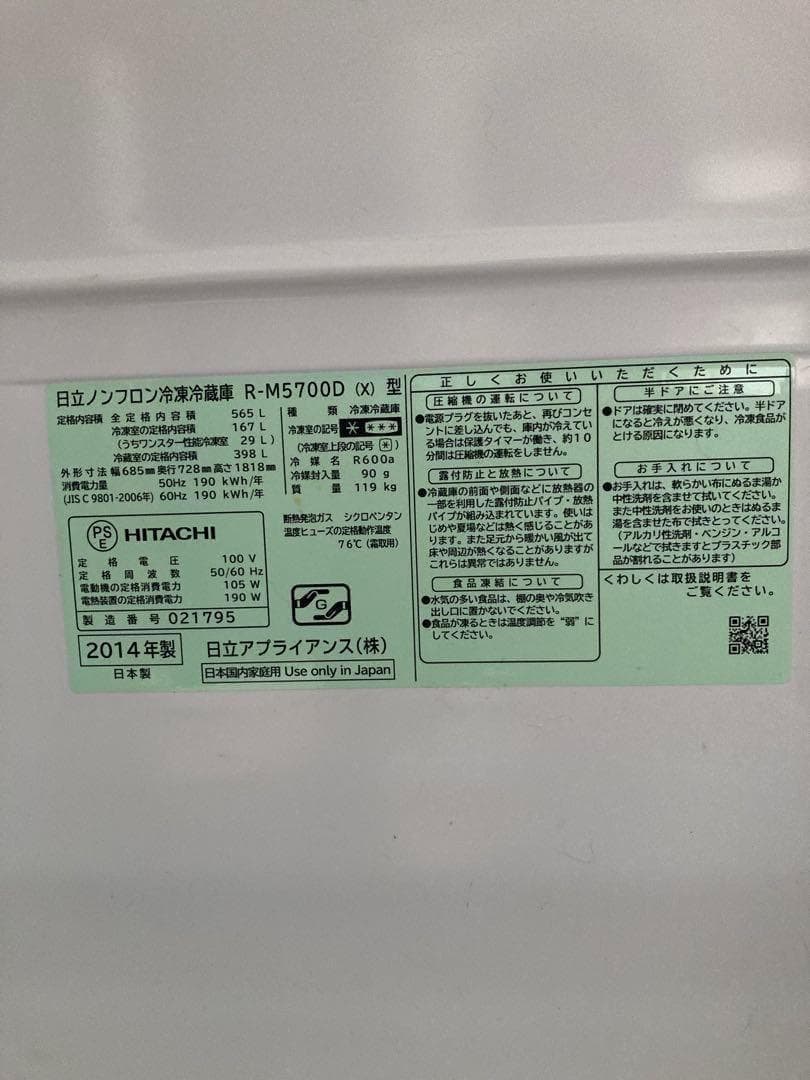 日立ノンフロン冷凍冷蔵庫 R-M5700D (X) 型
定格内容積 全定格内容積 565 L
冷凍室の定格内容積 167 L
(うちワンスター性能冷凍室 29 L)
冷蔵室の定格内容積 398 L
外形寸法 幅685mm 奥行728mm 高さ1818mm
消費電力量 50Hz 190 kWh/年
(JIS C 9801-2006年) 60Hz 190 kWh/年
種類 冷凍冷蔵庫
冷凍室の記号 * ***
(冷凍室上段の記号 *)
冷媒名 R600a
冷媒封入量 90 g
質量 119 kg
断熱発泡ガス シクロペンタン
温度ヒューズの定格動作温度
76℃ (霜取用)
PS E HITACHI
定格電圧 100 V
定格周波数 50/60 Hz
電動機の定格消費電力 105 W
電熱装置の定格消費電力 190 W
製造番号 021795
G
2014年製
日本製
日立アプライアンス(株)
日本国内家庭用 Use only in Japan
正しくお使いいただくために
圧縮機の運転について
●電源プラグを抜いたあと、再びコンセ
ントに差し込んでも、庫内が冷えてい
る場合は保護タイマーが働き、約10
分間は圧縮機の運転をしません。
露付防止と放熱について
●冷蔵庫の前面や側面などに放熱器の
一部を利用した露付防止パイプ・放熱
パイプが組み込まれています。使いは
じめや夏場などは熱く感じることがあ
ります。また足元から暖かい風が出て
床や周辺が熱くなることがありますが
これらは異常ではありません。
食品凍結について
●水気の多い食品は、棚の奥や冷気吹き
出し口に置かないでください。
●食品が凍るときは温度調節を“弱”に
してください。
半ドアにご注意
●ドアは確実に閉めてください。半ドア
になると冷えが悪くなり、冷凍食品が
とける原因になります。
お手入れについて
●お手入れは、軟らかい布にぬるま湯か
中性洗剤を含ませて拭いてください。
また中性洗剤をお使いのときはぬるま
湯を含ませた布で拭きとってください。
(アルカリ性洗剤・ベンジン・アルコ
ールなどで拭きますとプラスチック部
品が割れることがあります)
くわしくは取扱説明書を
ご覧ください。